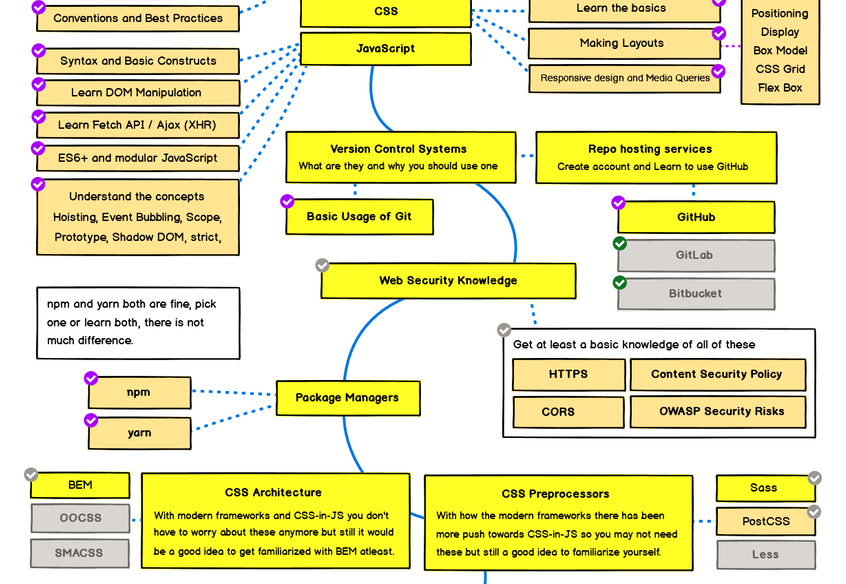 Conventions and Best Practices
CSS
Learn the basics
Positioning
JavaScript
Making Layouts
Display
Syntax and Basic Constructs
Box Model
Responsive design and Media Queries
CSS Grid
Learn DOM Manipulation
Flex Box
Learn Fetch API / Ajax (XHR)
ES6+ and modular JavaScript
Understand the concepts
Hoisting, Event Bubbling, Scope,
Prototype, Shadow DOM, strict,
Version Control Systems
What are they and why you should use one
Repo hosting services
Create account and Learn to use GitHub
Basic Usage of Git
GitHub
GitLab
Bitbucket
Web Security Knowledge
npm and yarn both are fine, pick
one or learn both, there is not
much difference.
Get at least a basic knowledge of all of these
HTTPS
Content Security Policy
CORS
OWASP Security Risks
npm
Package Managers
yarn
BEM
OOCSS
SMACSS
CSS Architecture
With modern frameworks and CSS-in-JS you don't
have to worry about these anymore but still it would
be a good idea to get familiarized with BEM atleast.
CSS Preprocessors
With how the modern frameworks there has been
more push towards CSS-in-JS so you may not need
these but still a good idea to familiarize yourself.
Sass
PostCSS
Less